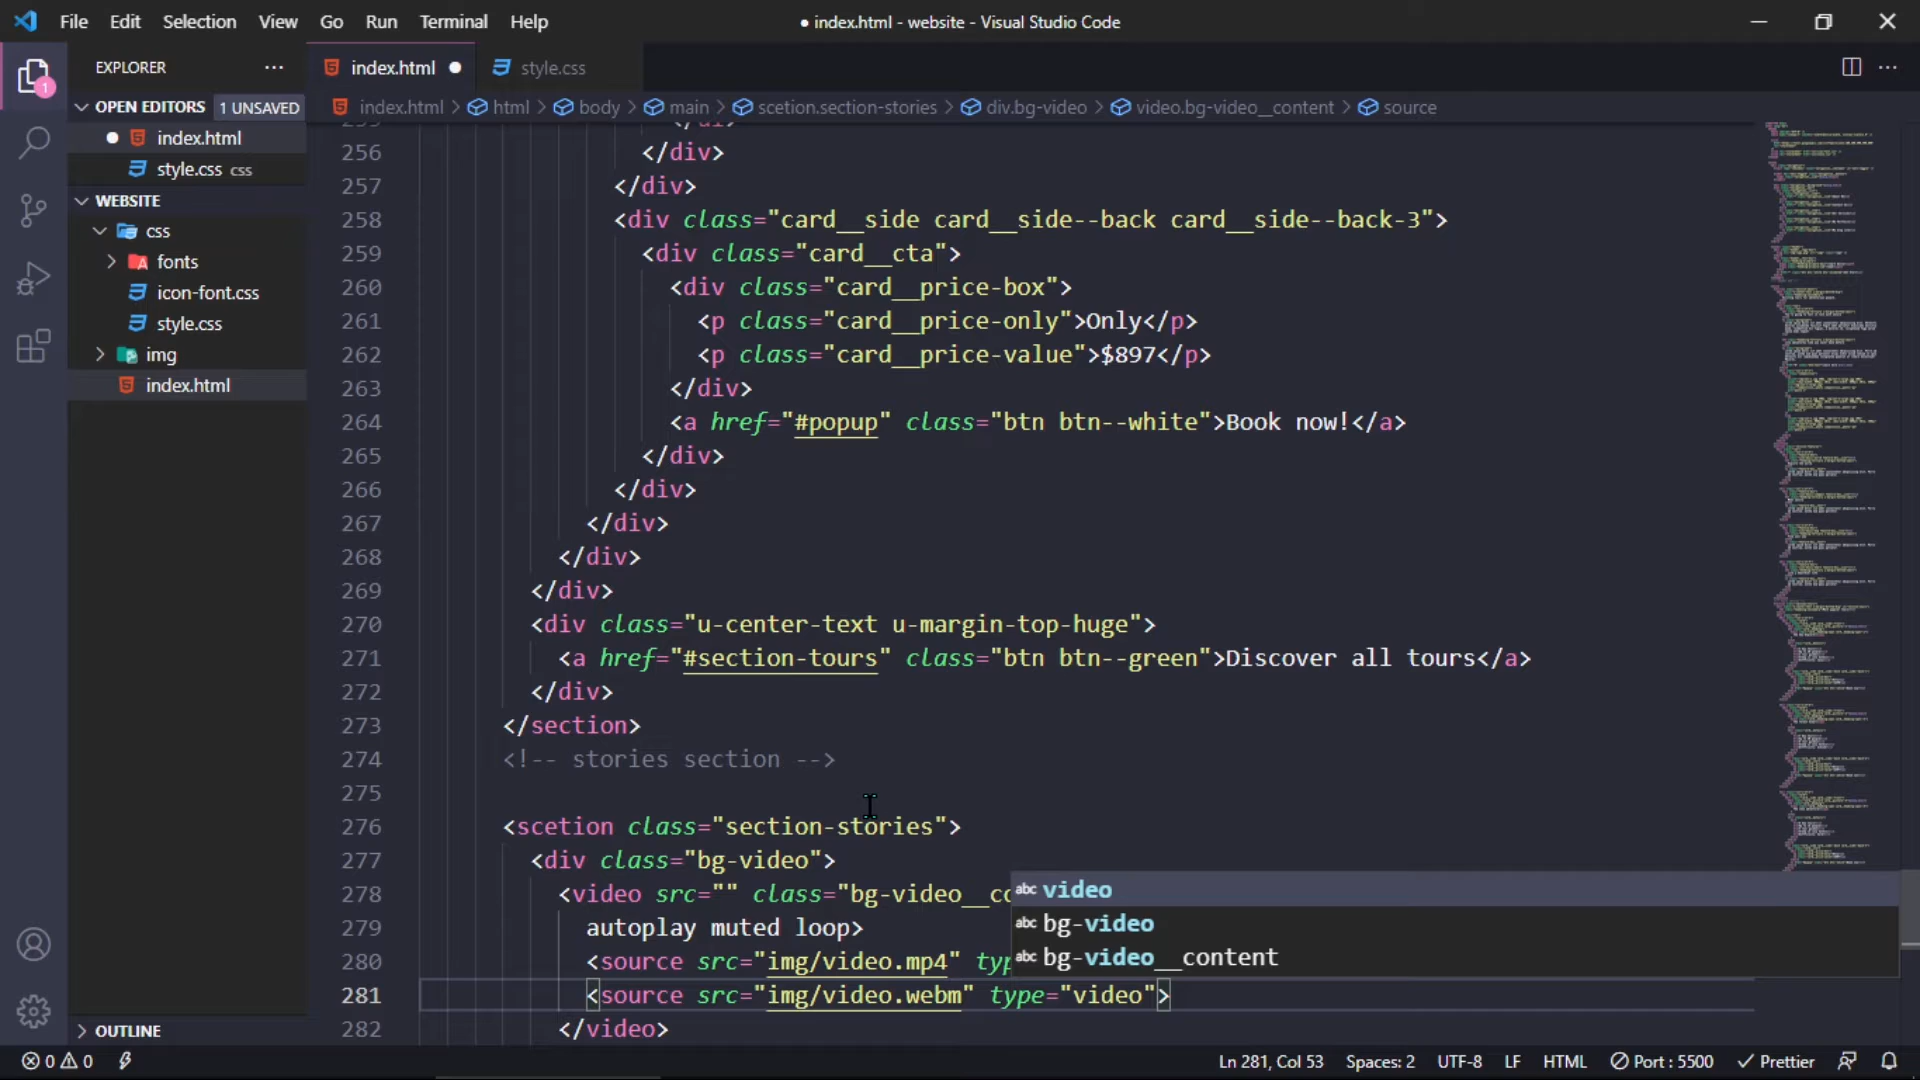 File Edit Selection View Go Run Terminal Help
● index.html - website - Visual Studio Code
EXPLORER ···
index.html ●
style.css
OPEN EDITORS 1 UNSAVED
● index.html
style.css css
WEBSITE
css
fonts
icon-font.css
style.css
img
index.html
OUTLINE
1
index.html > html > body > main > scetion.section-stories > div.bg-video > video.bg-video__content > source
256 </div>
257 </div>
258 <div class="card__side card__side--back card__side--back-3">
259 <div class="card__cta">
260 <div class="card__price-box">
261 <p class="card__price-only">Only</p>
262 <p class="card__price-value">$897</p>
263 </div>
264 <a href="#popup" class="btn btn--white">Book now!</a>
265 </div>
266 </div>
267 </div>
268 </div>
269 </div>
270 <div class="u-center-text u-margin-top-huge">
271 <a href="#section-tours" class="btn btn--green">Discover all tours</a>
272 </div>
273 </section>
274 <!-- stories section -->
275
276 <scetion class="section-stories">
277 <div class="bg-video">
278 <video src="" class="bg-video__co
279 autoplay muted loop>
280 <source src="img/video.mp4" typ
281 <source src="img/video.webm" type="video">
282 </video>
abc video
abc bg-video
abc bg-video__content
0 0
Ln 281, Col 53 Spaces: 2 UTF-8 LF HTML Port : 5500 Prettier